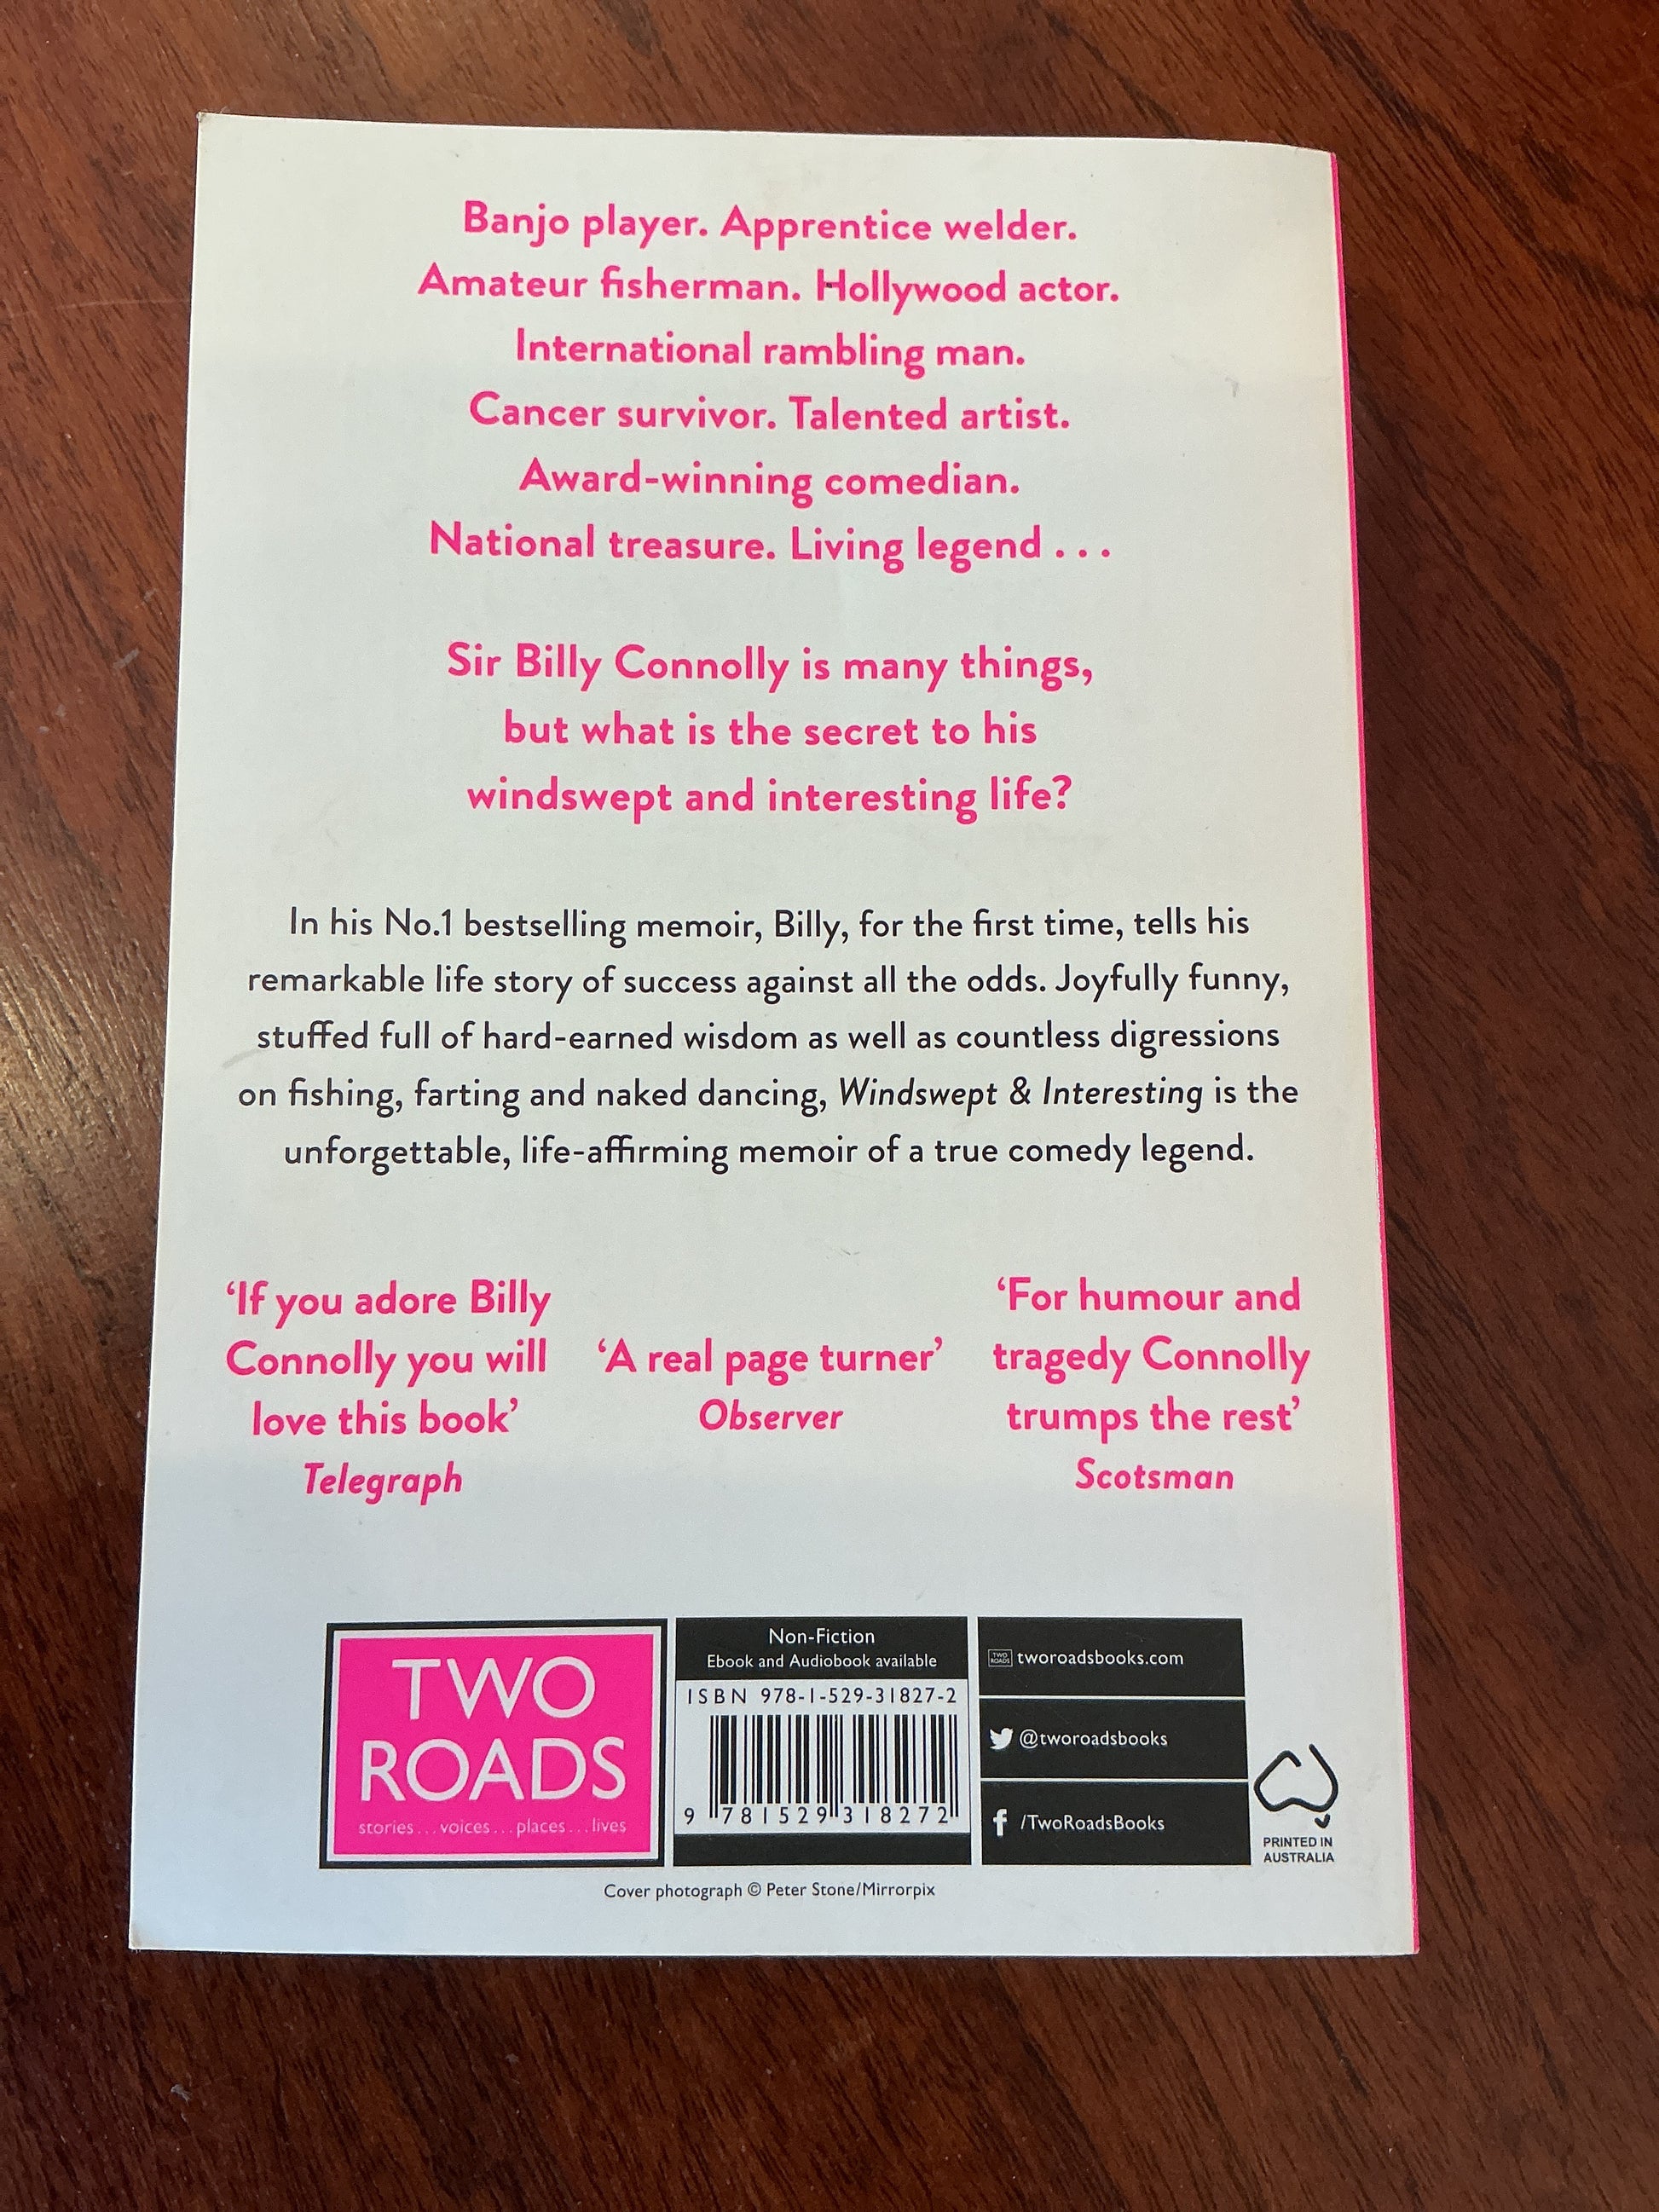 Banjo player. Apprentice welder.
Amateur fisherman. Hollywood actor.
International rambling man.
Cancer survivor. Talented artist.
Award-winning comedian.
National treasure. Living legend . . .
Sir Billy Connolly is many things,
but what is the secret to his
windswept and interesting life?
In his No.1 bestselling memoir, Billy, for the first time, tells his
remarkable life story of success against all the odds. Joyfully funny,
stuffed full of hard-earned wisdom as well as countless digressions
on fishing, farting and naked dancing, Windswept & Interesting is the
unforgettable, life-affirming memoir of a true comedy legend.
‘If you adore Billy
Connolly you will
love this book’
Telegraph
‘A real page turner’
Observer
‘For humour and
tragedy Connolly
trumps the rest’
Scotsman
TWO
ROADS
stories . . . voices . . . places . . . lives
Non-Fiction
Ebook and Audiobook available
ISBN 978-1-529-31827-2
9 781529 318272
TWO
ROADS
tworoadsbooks.com
@tworoadsbooks
/TwoRoadsBooks
PRINTED IN
AUSTRALIA
Cover photograph © Peter Stone/Mirrorpix